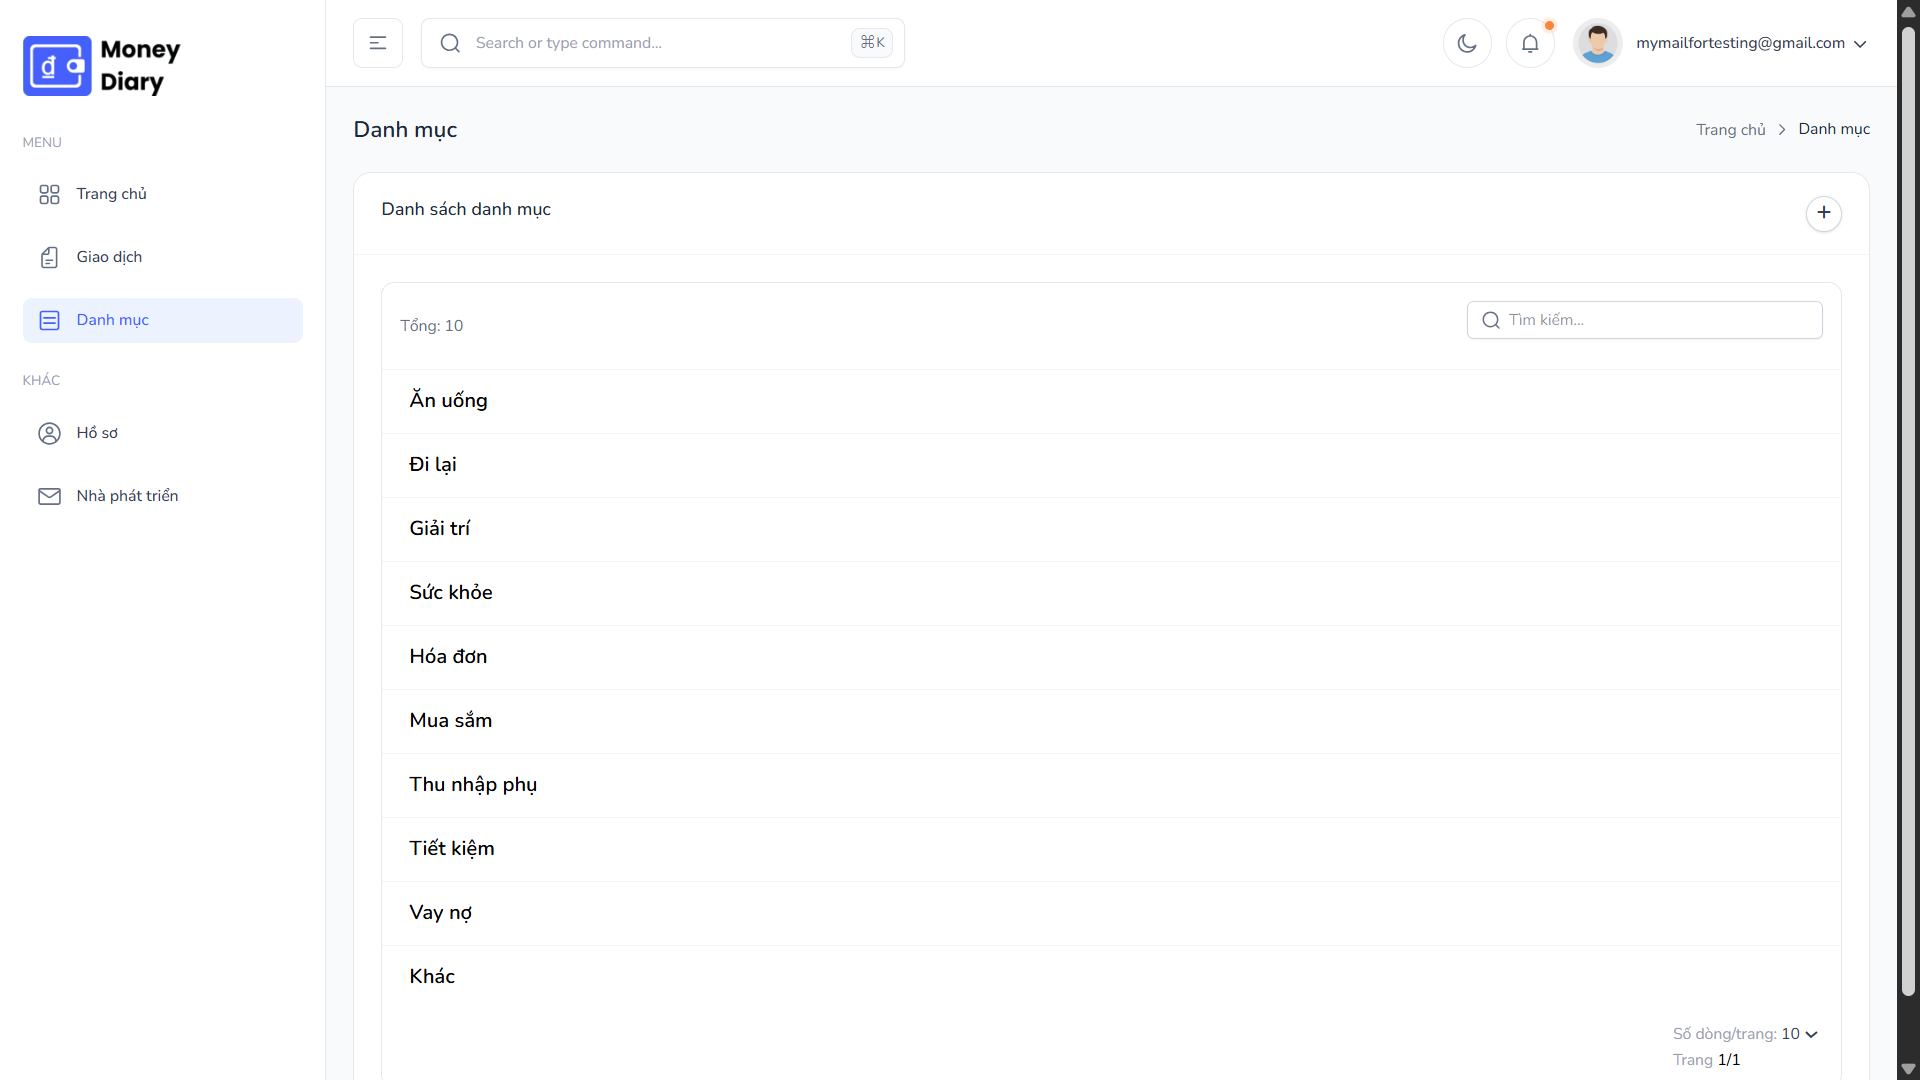 Money
Diary
Search or type command...
⌘K
mymailfortesting@gmail.com
MENU
Trang chủ
Giao dịch
Danh mục
KHÁC
Hồ sơ
Nhà phát triển
Danh mục
Trang chủ > Danh mục
Danh sách danh mục
+
Tổng: 10
Tìm kiếm...
Ăn uống
Đi lại
Giải trí
Sức khỏe
Hóa đơn
Mua sắm
Thu nhập phụ
Tiết kiệm
Vay nợ
Khác
Số dòng/trang: 10
Trang 1/1